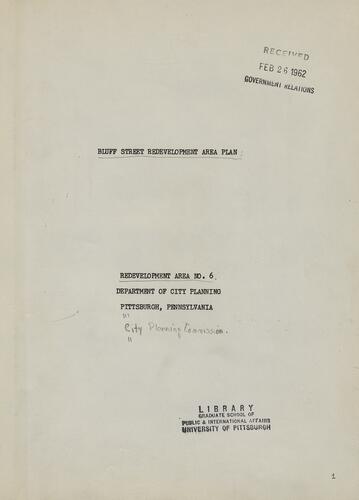 RECEIVED
FEB 26 1962
GOVERNMENT RELATIONS
BLUFF STREET REDEVELOPMENT AREA PLAN
REDEVELOPMENT AREA NO. 6
DEPARTMENT OF CITY PLANNING
PITTSBURGH, PENNSYLVANIA
"
City Planning Commission.
"
LIBRARY
GRADUATE SCHOOL OF
PUBLIC & INTERNATIONAL AFFAIRS
UNIVERSITY OF PITTSBURGH
1